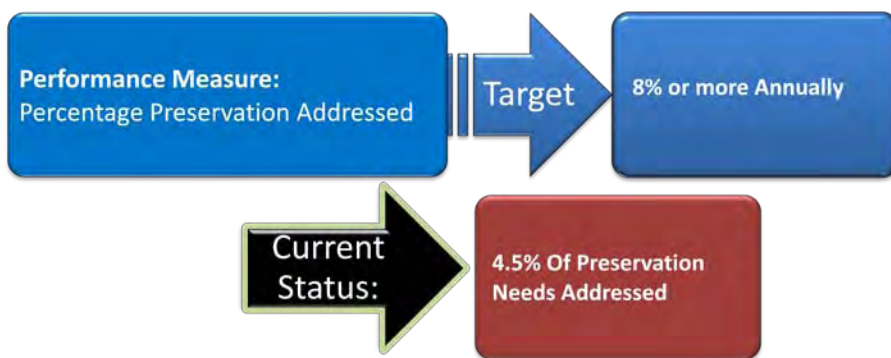 Performance Measure:
Percentage Preservation Addressed
Target
8% or more Annually
Current
Status:
4.5% Of Preservation
Needs Addressed